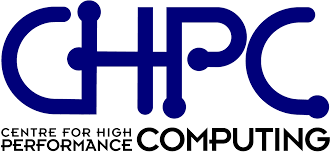 CHPC
CENTRE FOR HIGH
PERFORMANCE COMPUTING